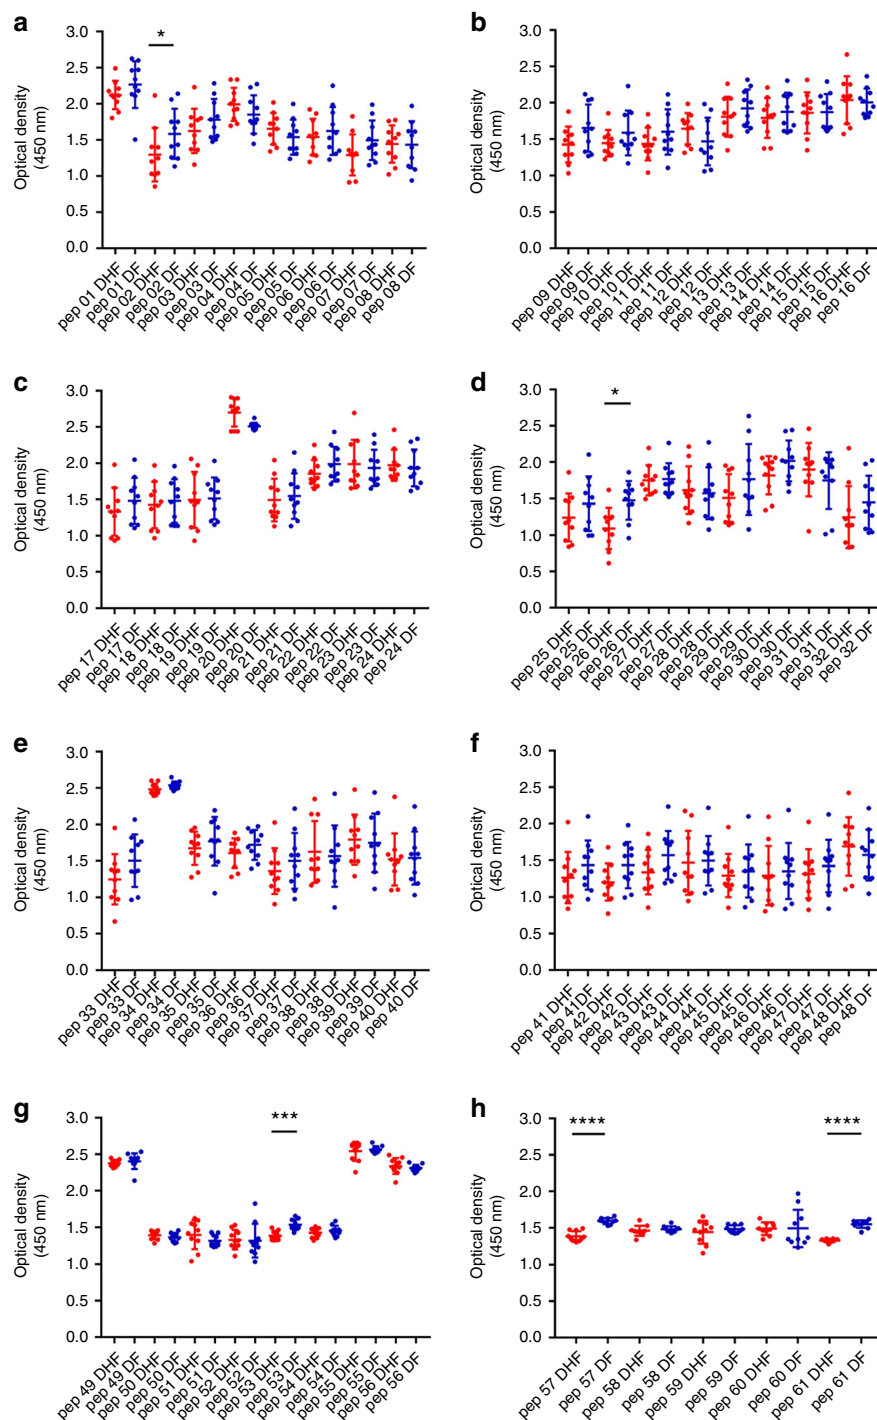 a
Optical density
(450 nm)
3.0
2.5
2.0
1.5
1.0
0.5
0.0
*
pep 01 DHF
pep 01 DF
pep 02 DHF
pep 02 DF
pep 03 DHF
pep 03 DF
pep 04 DHF
pep 04 DF
pep 05 DHF
pep 05 DF
pep 06 DHF
pep 06 DF
pep 07 DHF
pep 07 DF
pep 08 DHF
pep 08 DF
b
Optical density
(450 nm)
3.0
2.5
2.0
1.5
1.0
0.5
0.0
pep 09 DHF
pep 09 DF
pep 10 DHF
pep 10 DF
pep 11 DHF
pep 11 DF
pep 12 DHF
pep 12 DF
pep 13 DHF
pep 13 DF
pep 14 DHF
pep 14 DF
pep 15 DHF
pep 15 DF
pep 16 DHF
pep 16 DF
c
Optical density
(450 nm)
3.0
2.5
2.0
1.5
1.0
0.5
0.0
pep 17 DHF
pep 17 DF
pep 18 DHF
pep 18 DF
pep 19 DHF
pep 19 DF
pep 20 DHF
pep 20 DF
pep 21 DHF
pep 21 DF
pep 22 DHF
pep 22 DF
pep 23 DHF
pep 23 DF
pep 24 DHF
pep 24 DF
d
Optical density
(450 nm)
3.0
2.5
2.0
1.5
1.0
0.5
0.0
*
pep 25 DHF
pep 25 DF
pep 26 DHF
pep 26 DF
pep 27 DHF
pep 27 DF
pep 28 DHF
pep 28 DF
pep 29 DHF
pep 29 DF
pep 30 DHF
pep 30 DF
pep 31 DHF
pep 31 DF
pep 32 DHF
pep 32 DF
e
Optical density
(450 nm)
3.0
2.5
2.0
1.5
1.0
0.5
0.0
pep 33 DHF
pep 33 DF
pep 34 DHF
pep 34 DF
pep 35 DHF
pep 35 DF
pep 36 DHF
pep 36 DF
pep 37 DHF
pep 37 DF
pep 38 DHF
pep 38 DF
pep 39 DHF
pep 39 DF
pep 40 DHF
pep 40 DF
f
Optical density
(450 nm)
3.0
2.5
2.0
1.5
1.0
0.5
0.0
pep 41 DHF
pep 41DF
pep 42 DHF
pep 42 DF
pep 43 DHF
pep 43 DF
pep 44 DHF
pep 44 DF
pep 45 DHF
pep 45 DF
pep 46 DHF
pep 46 DF
pep 47 DHF
pep 47 DF
pep 48 DHF
pep 48 DF
g
Optical density
(450 nm)
3.0
2.5
2.0
1.5
1.0
0.5
0.0
***
pep 49 DHF
pep 49 DF
pep 50 DHF
pep 50 DF
pep 51 DHF
pep 51 DF
pep 52 DHF
pep 52 DF
pep 53 DHF
pep 53 DF
pep 54 DHF
pep 54 DF
pep 55 DHF
pep 55 DF
pep 56 DHF
pep 56 DF
h
Optical density
(450 nm)
3.0
2.5
2.0
1.5
1.0
0.5
0.0
****
****
pep 57 DHF
pep 57 DF
pep 58 DHF
pep 58 DF
pep 59 DHF
pep 59 DF
pep 60 DHF
pep 60 DF
pep 61 DHF
pep 61 DF